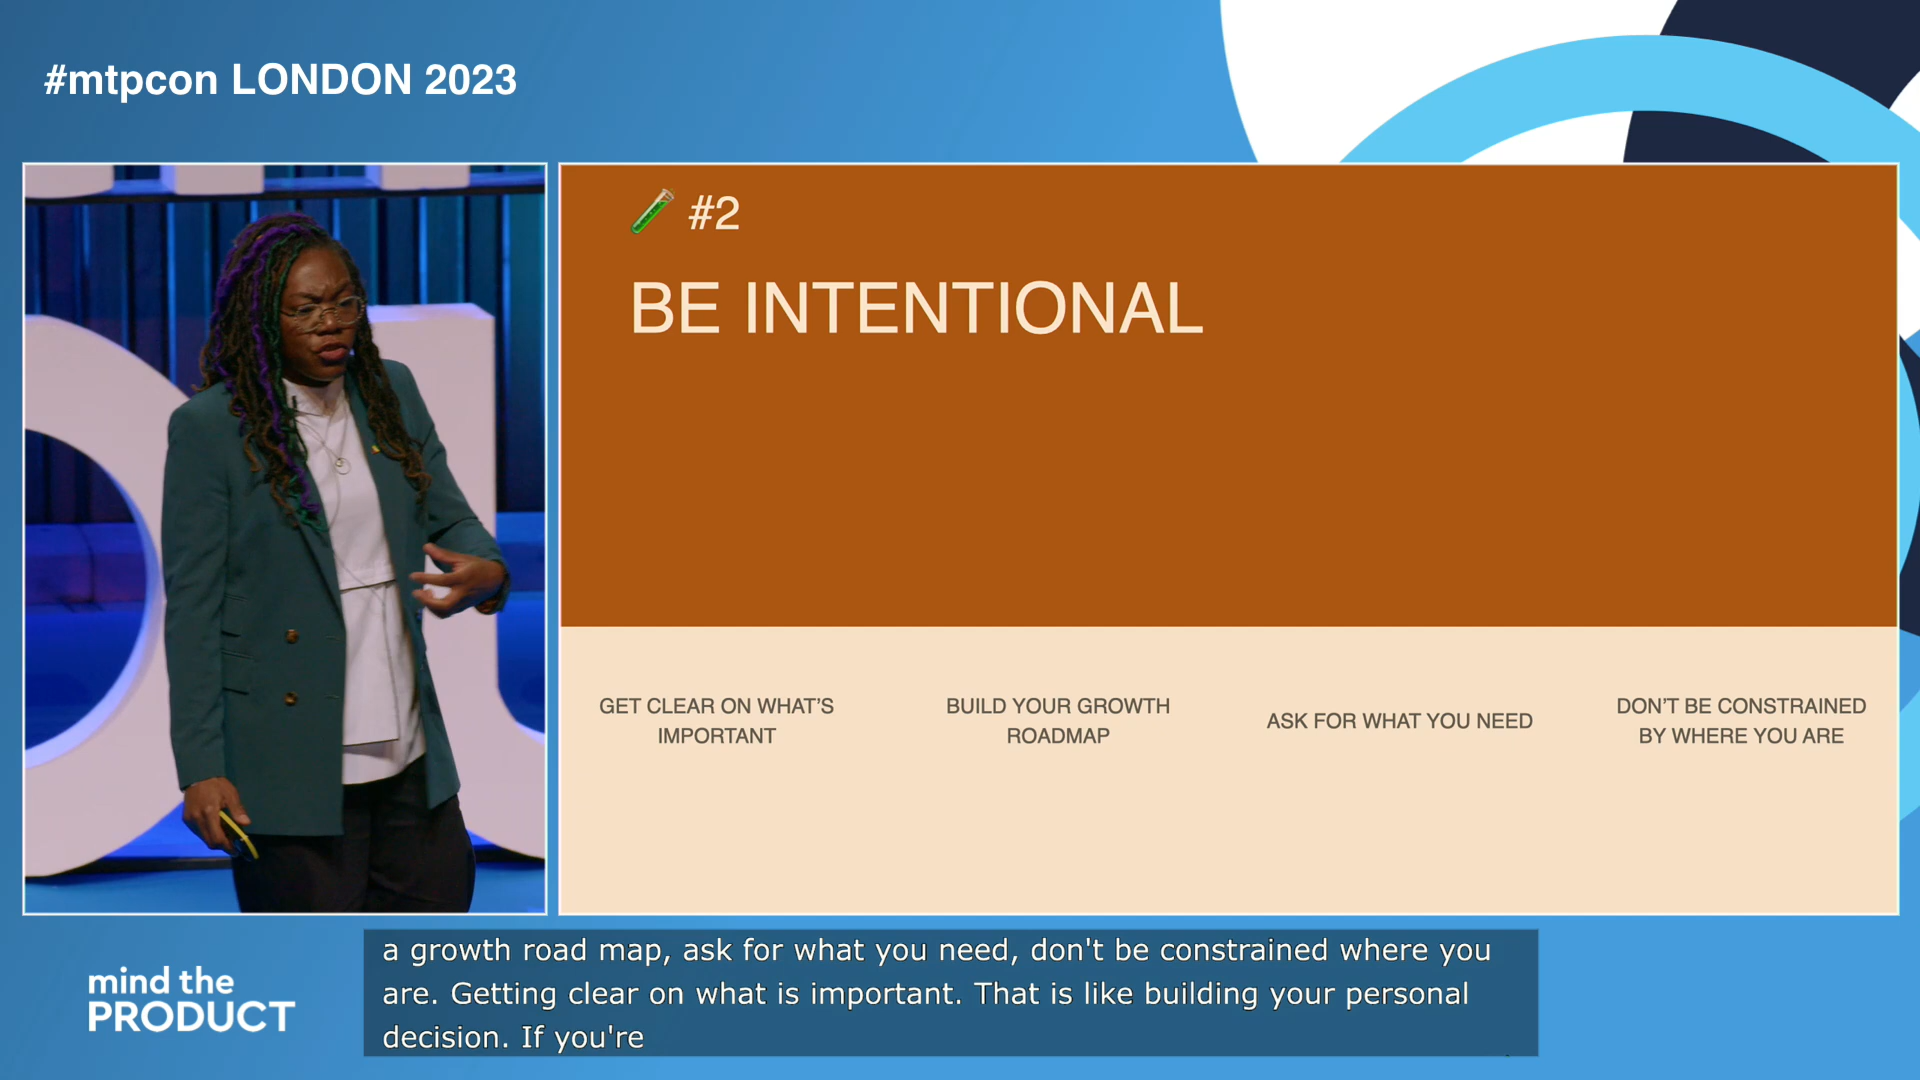 #mtpcon LONDON 2023
#2
BE INTENTIONAL
GET CLEAR ON WHAT'S
IMPORTANT
BUILD YOUR GROWTH
ROADMAP
ASK FOR WHAT YOU NEED
DON'T BE CONSTRAINED
BY WHERE YOU ARE
mind the
PRODUCT
a growth road map, ask for what you need, don't be constrained where you
are. Getting clear on what is important. That is like building your personal
decision. If you're